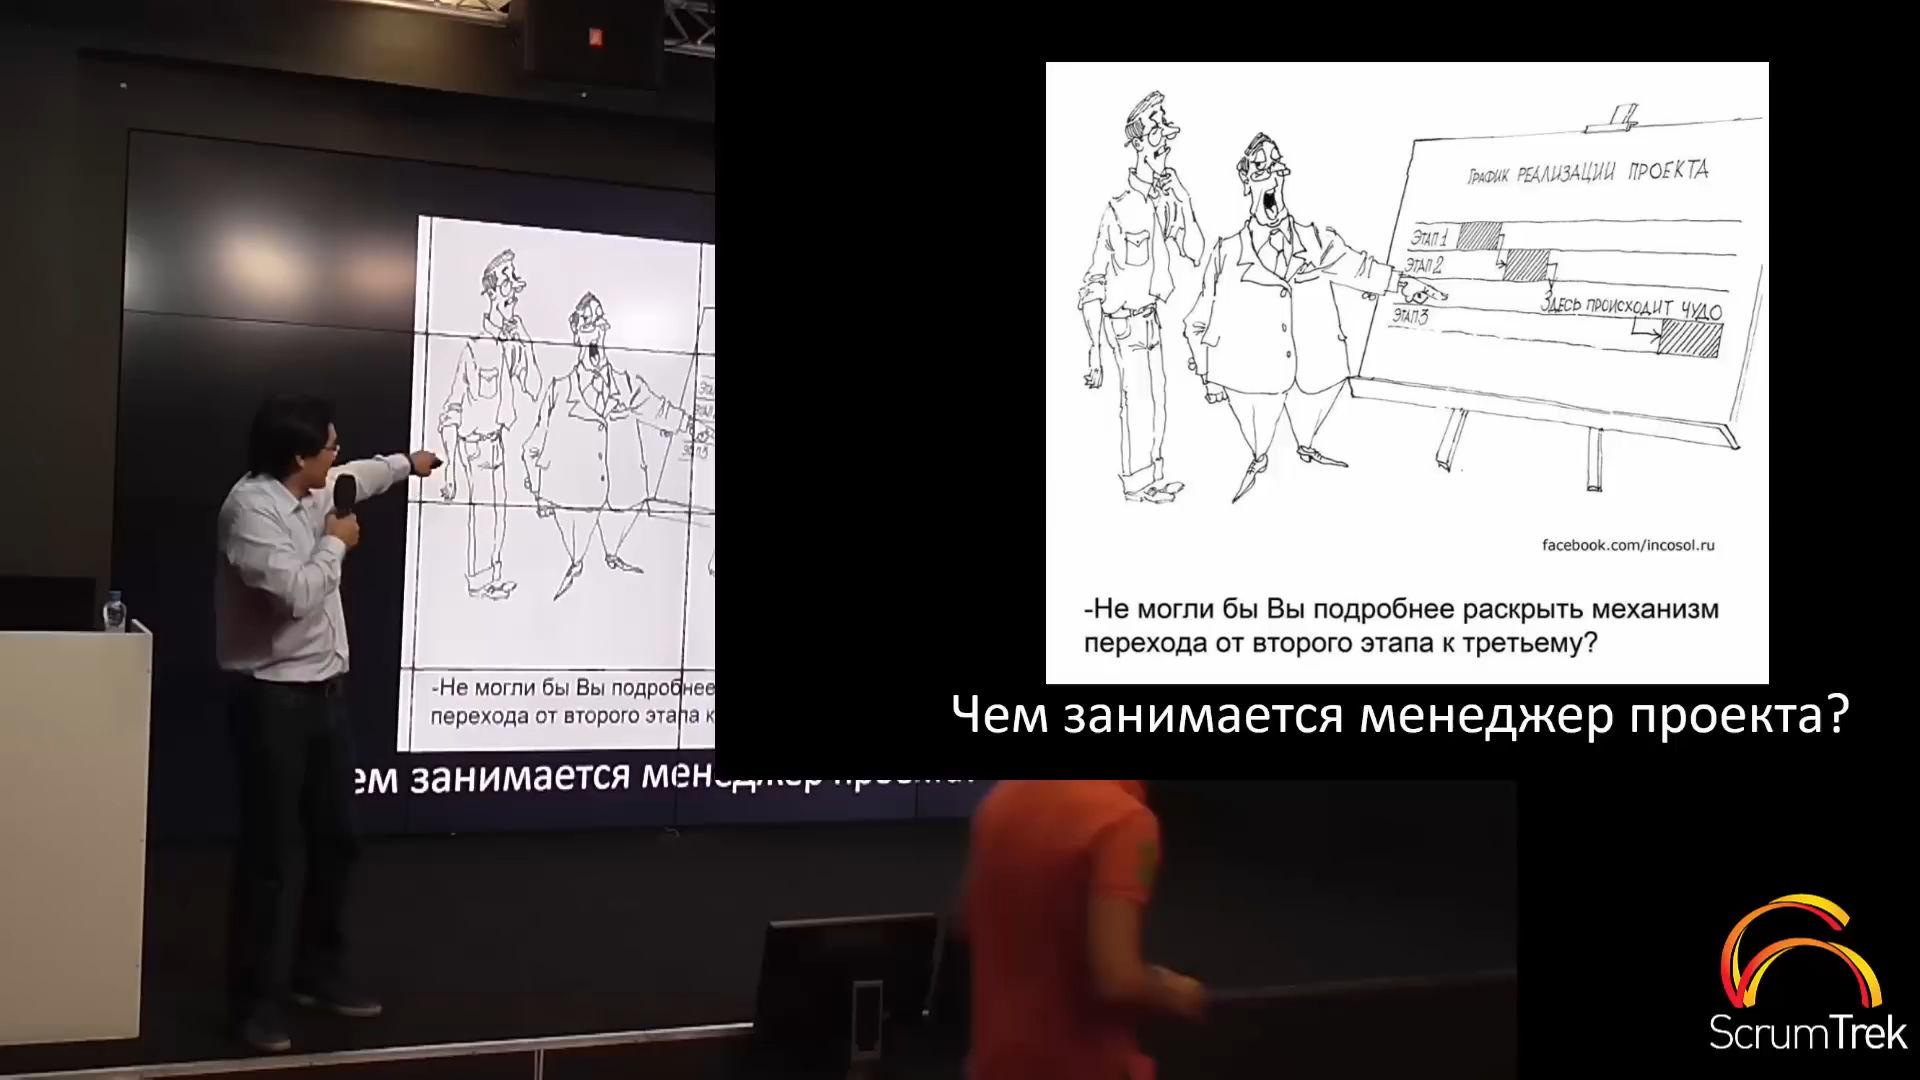 ГРАФИК РЕАЛИЗАЦИИ ПРОЕКТА
ЭТАП 1
ЭТАП 2
ЗДЕСЬ ПРОИСХОДИТ ЧУДО
ЭТАП 3
facebook.com/incosol.ru
-Не могли бы Вы подробнее раскрыть механизм
перехода от второго этапа к третьему?
Чем занимается менеджер проекта?
-Не могли бы Вы подробнее
перехода от второго этапа к
ем занимается менеджер проекта?
ScrumTrek